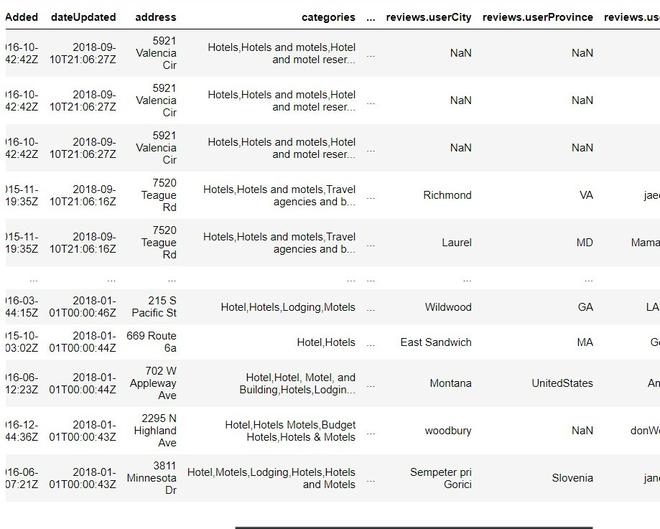 Added dateUpdated address categories ... reviews.userCity reviews.userProvince reviews.us
16-10- 2018-09- 5921 Hotels,Hotels and motels,Hotel ... NaN NaN
42:42Z 10T21:06:27Z Valencia and motel reser...
Cir
16-10- 2018-09- 5921 Hotels,Hotels and motels,Hotel ... NaN NaN
42:42Z 10T21:06:27Z Valencia and motel reser...
Cir
16-10- 2018-09- 5921 Hotels,Hotels and motels,Hotel ... NaN NaN
42:42Z 10T21:06:27Z Valencia and motel reser...
Cir
15-11- 2018-09- 7520 Hotels,Hotels and motels,Travel ... Richmond VA jae
19:35Z 10T21:06:16Z Teague agencies and b...
Rd
15-11- 2018-09- 7520 Hotels,Hotels and motels,Travel ... Laurel MD Mama
19:35Z 10T21:06:16Z Teague agencies and b...
Rd
... ... ... ... ... ... ...
16-03- 2018-01- 215 S Hotel,Hotels,Lodging,Motels ... Wildwood GA LA
44:15Z 01T00:00:46Z Pacific St
15-10- 2018-01- 669 Route Hotel,Hotels ... East Sandwich MA G
03:02Z 01T00:00:44Z 6a
16-06- 2018-01- 702 W Hotel,Hotel, Motel, and ... Montana UnitedStates An
12:23Z 01T00:00:44Z Appleway Building,Hotels,Lodgin...
Ave
16-12- 2018-01- 2295 N Hotel,Hotels Motels,Budget ... woodbury NaN donW
44:36Z 01T00:00:43Z Highland Hotels,Hotels & Motels
Ave
16-06- 2018-01- 3811 Hotel,Motels,Lodging,Hotels,Hotels ... Sempeter pri Slovenia jan
07:21Z 01T00:00:43Z Minnesota and Motels Gorici
Dr